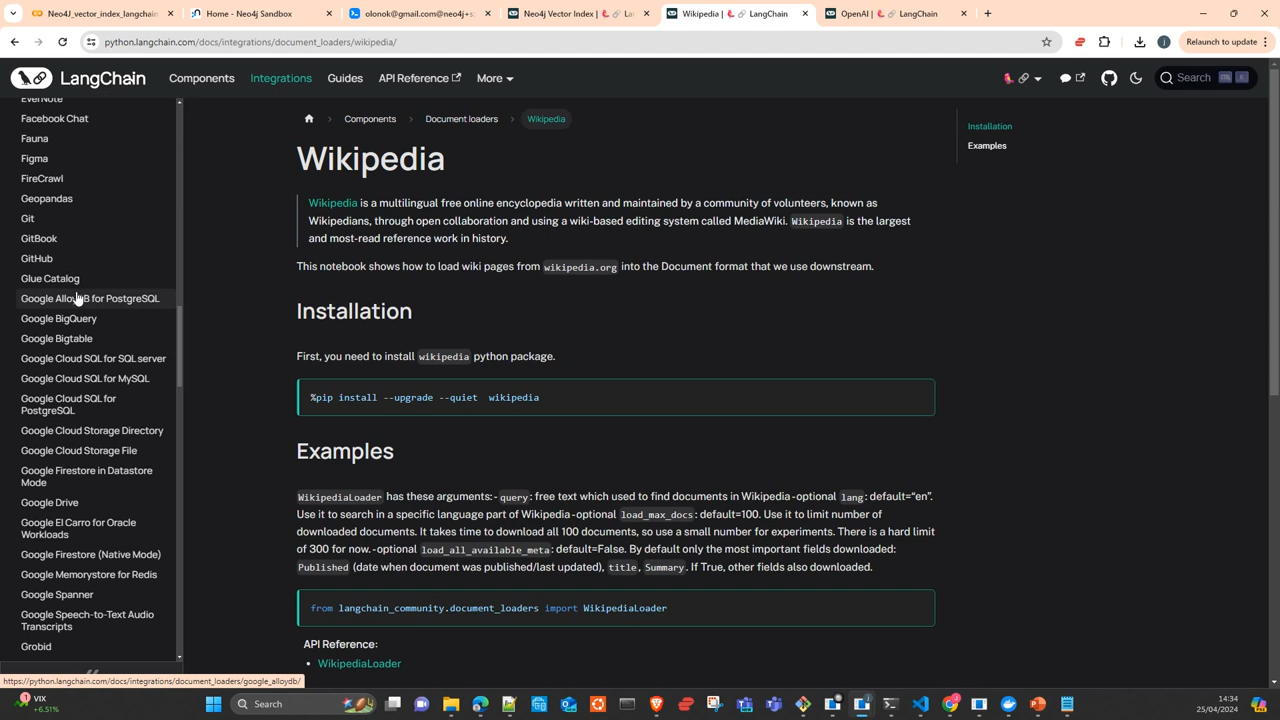 Neo4J_vector_index_langchain
Home - Neo4j Sandbox
olonok@gmail.com@neo4j+s:
Neo4j Vector Index | 🦜️🔗 La
Wikipedia | 🦜️🔗 LangChain
OpenAI | 🦜️🔗 LangChain
python.langchain.com/docs/integrations/document_loaders/wikipedia/
Relaunch to update
LangChain
Components
Integrations
Guides
API Reference
More
Search
EverNote
Facebook Chat
Fauna
Figma
FireCrawl
Geopandas
Git
GitBook
GitHub
Glue Catalog
Google AlloyDB for PostgreSQL
Google BigQuery
Google Bigtable
Google Cloud SQL for SQL server
Google Cloud SQL for MySQL
Google Cloud SQL for
PostgreSQL
Google Cloud Storage Directory
Google Cloud Storage File
Google Firestore in Datastore
Mode
Google Drive
Google El Carro for Oracle
Workloads
Google Firestore (Native Mode)
Google Memorystore for Redis
Google Spanner
Google Speech-to-Text Audio
Transcripts
Grobid
Components > Document loaders > Wikipedia
Wikipedia
Wikipedia is a multilingual free online encyclopedia written and maintained by a community of volunteers, known as
Wikipedians, through open collaboration and using a wiki-based editing system called MediaWiki. Wikipedia is the largest
and most-read reference work in history.
This notebook shows how to load wiki pages from wikipedia.org into the Document format that we use downstream.
Installation
First, you need to install wikipedia python package.
%pip install --upgrade --quiet  wikipedia
Examples
WikipediaLoader has these arguments: - query: free text which used to find documents in Wikipedia - optional lang: default="en".
Use it to search in a specific language part of Wikipedia - optional load_max_docs: default=100. Use it to limit number of
downloaded documents. It takes time to download all 100 documents, so use a small number for experiments. There is a hard limit
of 300 for now. - optional load_all_available_meta: default=False. By default only the most important fields downloaded:
Published (date when document was published/last updated), title, Summary. If True, other fields also downloaded.
from langchain_community.document_loaders import WikipediaLoader
API Reference:
• WikipediaLoader
Installation
Examples
https://python.langchain.com/docs/integrations/document_loaders/google_alloydb/
VIX
+6.51%
Search
14:34
25/04/2024